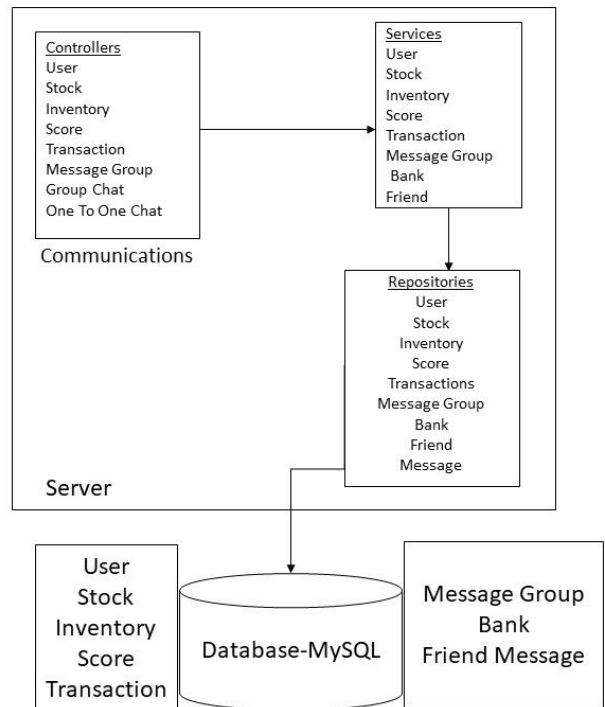 Controllers
User
Stock
Inventory
Score
Transaction
Message Group
Group Chat
One To One Chat
Communications
Services
User
Stock
Inventory
Score
Transaction
Message Group
Bank
Friend
Repositories
User
Stock
Inventory
Score
Transactions
Message Group
Bank
Friend
Message
Server
User
Stock
Inventory
Score
Transaction
Database-MySQL
Message Group
Bank
Friend Message